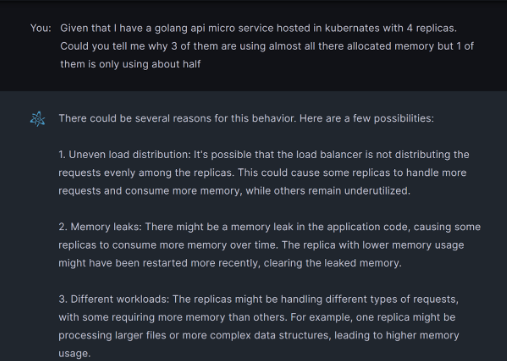 You: Given that I have a golang api micro service hosted in kubernates with 4 replicas.
Could you tell me why 3 of them are using almost all there allocated memory but 1 of
them is only using about half
There could be several reasons for this behavior. Here are a few possibilities:
1. Uneven load distribution: It's possible that the load balancer is not distributing the
requests evenly among the replicas. This could cause some replicas to handle more
requests and consume more memory, while others remain underutilized.
2. Memory leaks: There might be a memory leak in the application code, causing some
replicas to consume more memory over time. The replica with lower memory usage
might have been restarted more recently, clearing the leaked memory.
3. Different workloads: The replicas might be handling different types of requests,
with some requiring more memory than others. For example, one replica might be
processing larger files or more complex data structures, leading to higher memory
usage.